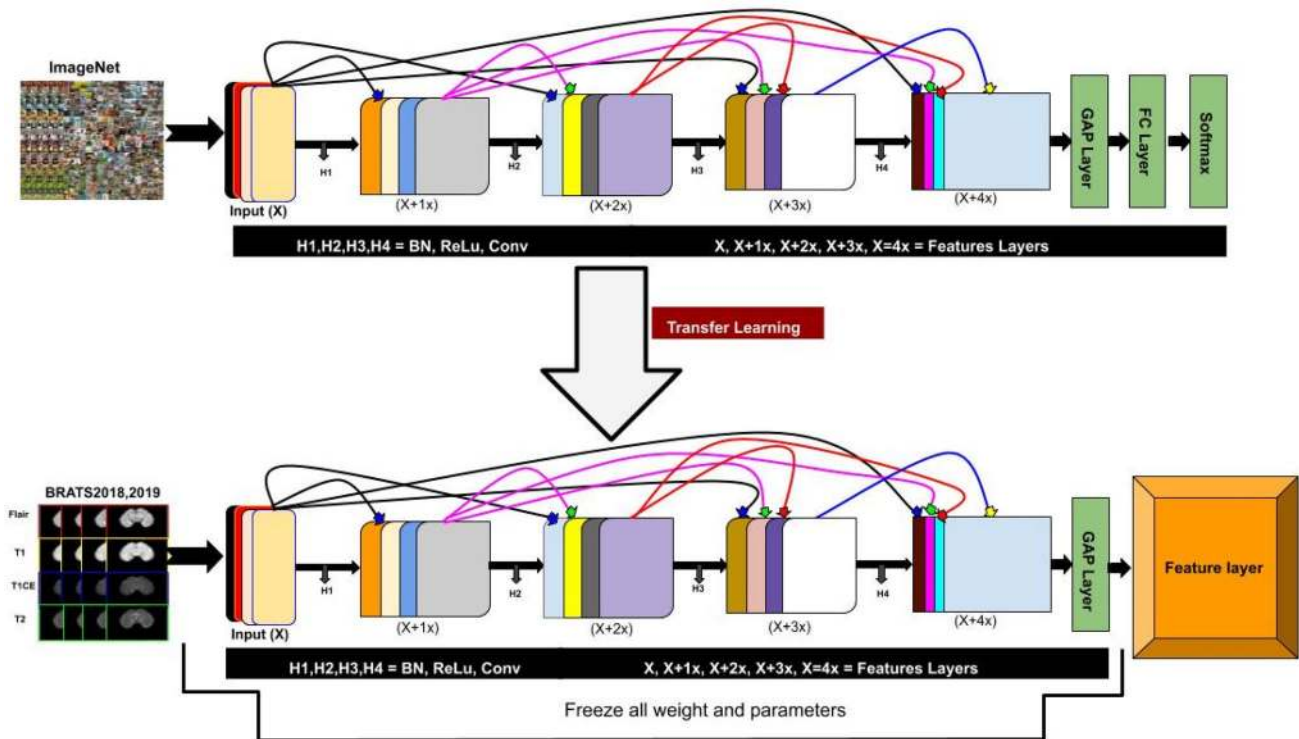 ImageNet
Input (X)
H1
(X+1x)
H2
(X+2x)
H3
(X+3x)
H4
(X+4x)
GAP Layer
FC Layer
Softmax
H1,H2,H3,H4 = BN, ReLu, Conv
X, X+1x, X+2x, X+3x, X=4x = Features Layers
Transfer Learning
BRATS2018,2019
Flair
T1
T1CE
T2
Input (X)
H1
(X+1x)
H2
(X+2x)
H3
(X+3x)
H4
(X+4x)
GAP Layer
Feature layer
H1,H2,H3,H4 = BN, ReLu, Conv
X, X+1x, X+2x, X+3x, X=4x = Features Layers
Freeze all weight and parameters